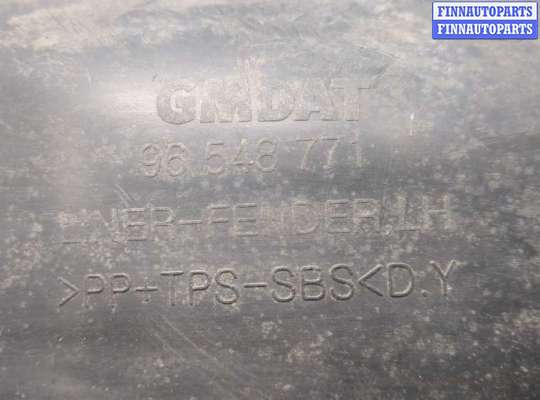 FINNAUTOPARTS
FINNAUTOPARTS
GMDAT
96 548 771
LINER-FENDER,LH
>PP+TPS-SBS<D.Y